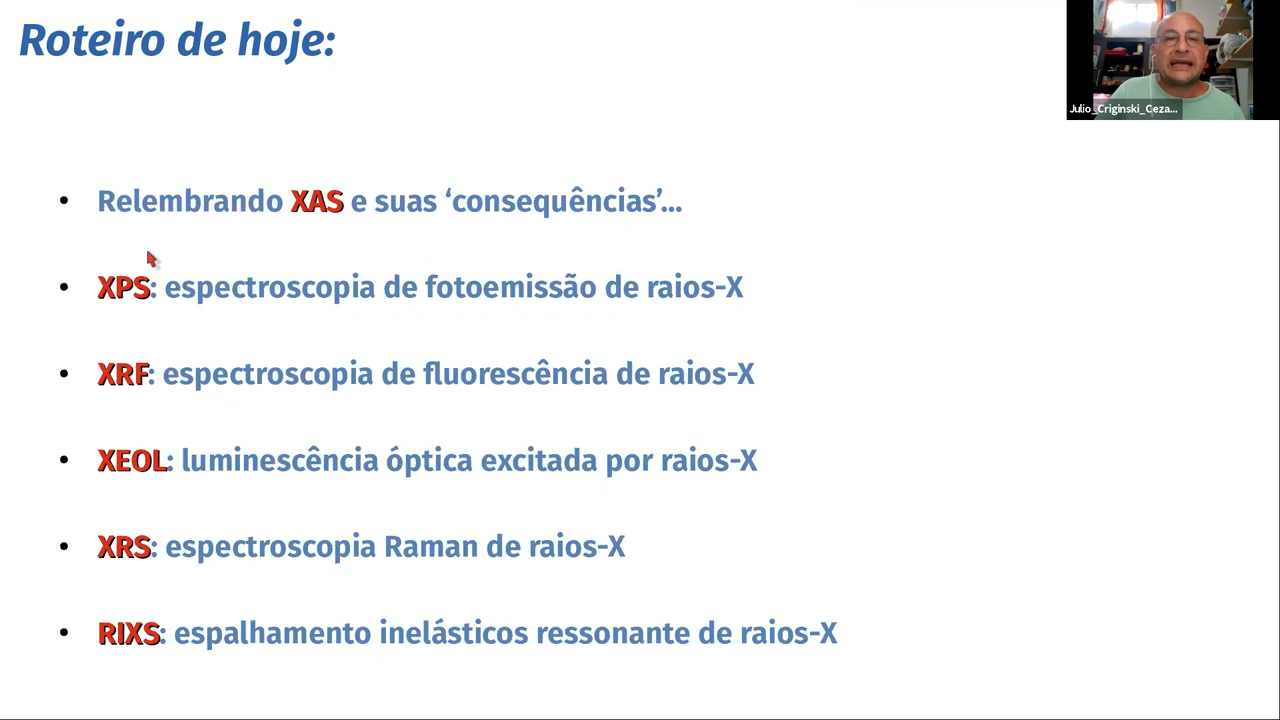 Roteiro de hoje:
Julio_Criginski_Ceza...
• Relembrando XAS e suas ‘consequências’...
• XPS: espectroscopia de fotoemissão de raios-X
• XRF: espectroscopia de fluorescência de raios-X
• XEOL: luminescência óptica excitada por raios-X
• XRS: espectroscopia Raman de raios-X
• RIXS: espalhamento inelásticos ressonante de raios-X